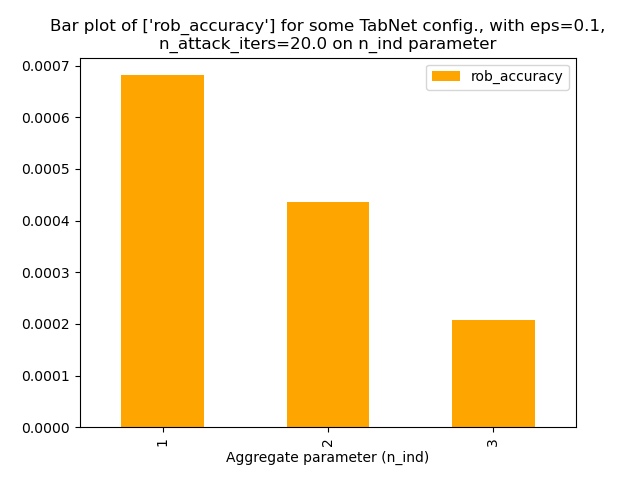 Bar plot of ['rob_accuracy'] for some TabNet config., with eps=0.1,
n_attack_iters=20.0 on n_ind parameter
rob_accuracy
0.0007
0.0006
0.0005
0.0004
0.0003
0.0002
0.0001
0.0000
1
2
3
Aggregate parameter (n_ind)